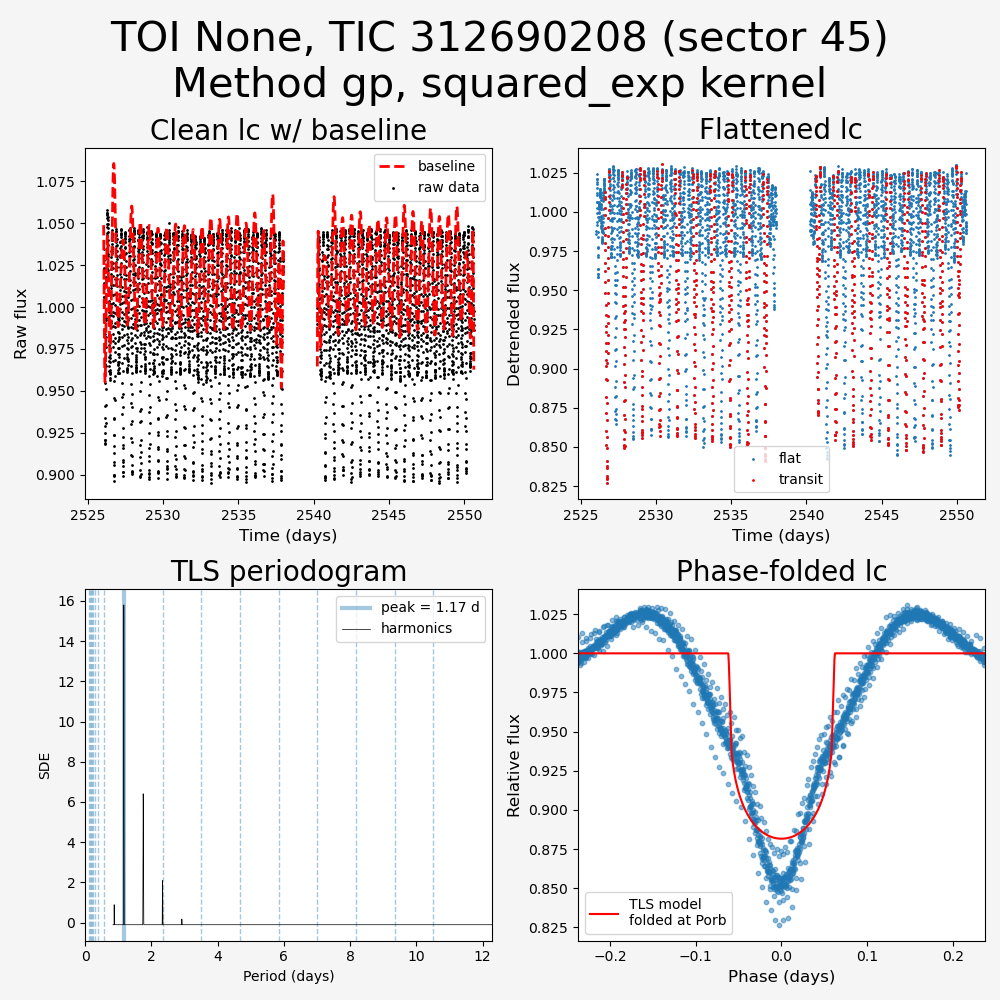 TOI None, TIC 312690208 (sector 45)
Method gp, squared_exp kernel
Clean lc w/ baseline
baseline
raw data
Raw flux
1.075
1.050
1.025
1.000
0.975
0.950
0.925
0.900
2525 2530 2535 2540 2545 2550
Time (days)
Flattened lc
flat
transit
Detrended flux
1.025
1.000
0.975
0.950
0.925
0.900
0.875
0.850
0.825
2525 2530 2535 2540 2545 2550
Time (days)
TLS periodogram
peak = 1.17 d
harmonics
SDE
16
14
12
10
8
6
4
2
0
0 2 4 6 8 10 12
Period (days)
Phase-folded lc
Relative flux
1.025
1.000
0.975
0.950
0.925
0.900
0.875
0.850
0.825
TLS model
folded at Porb
−0.2 −0.1 0.0 0.1 0.2
Phase (days)